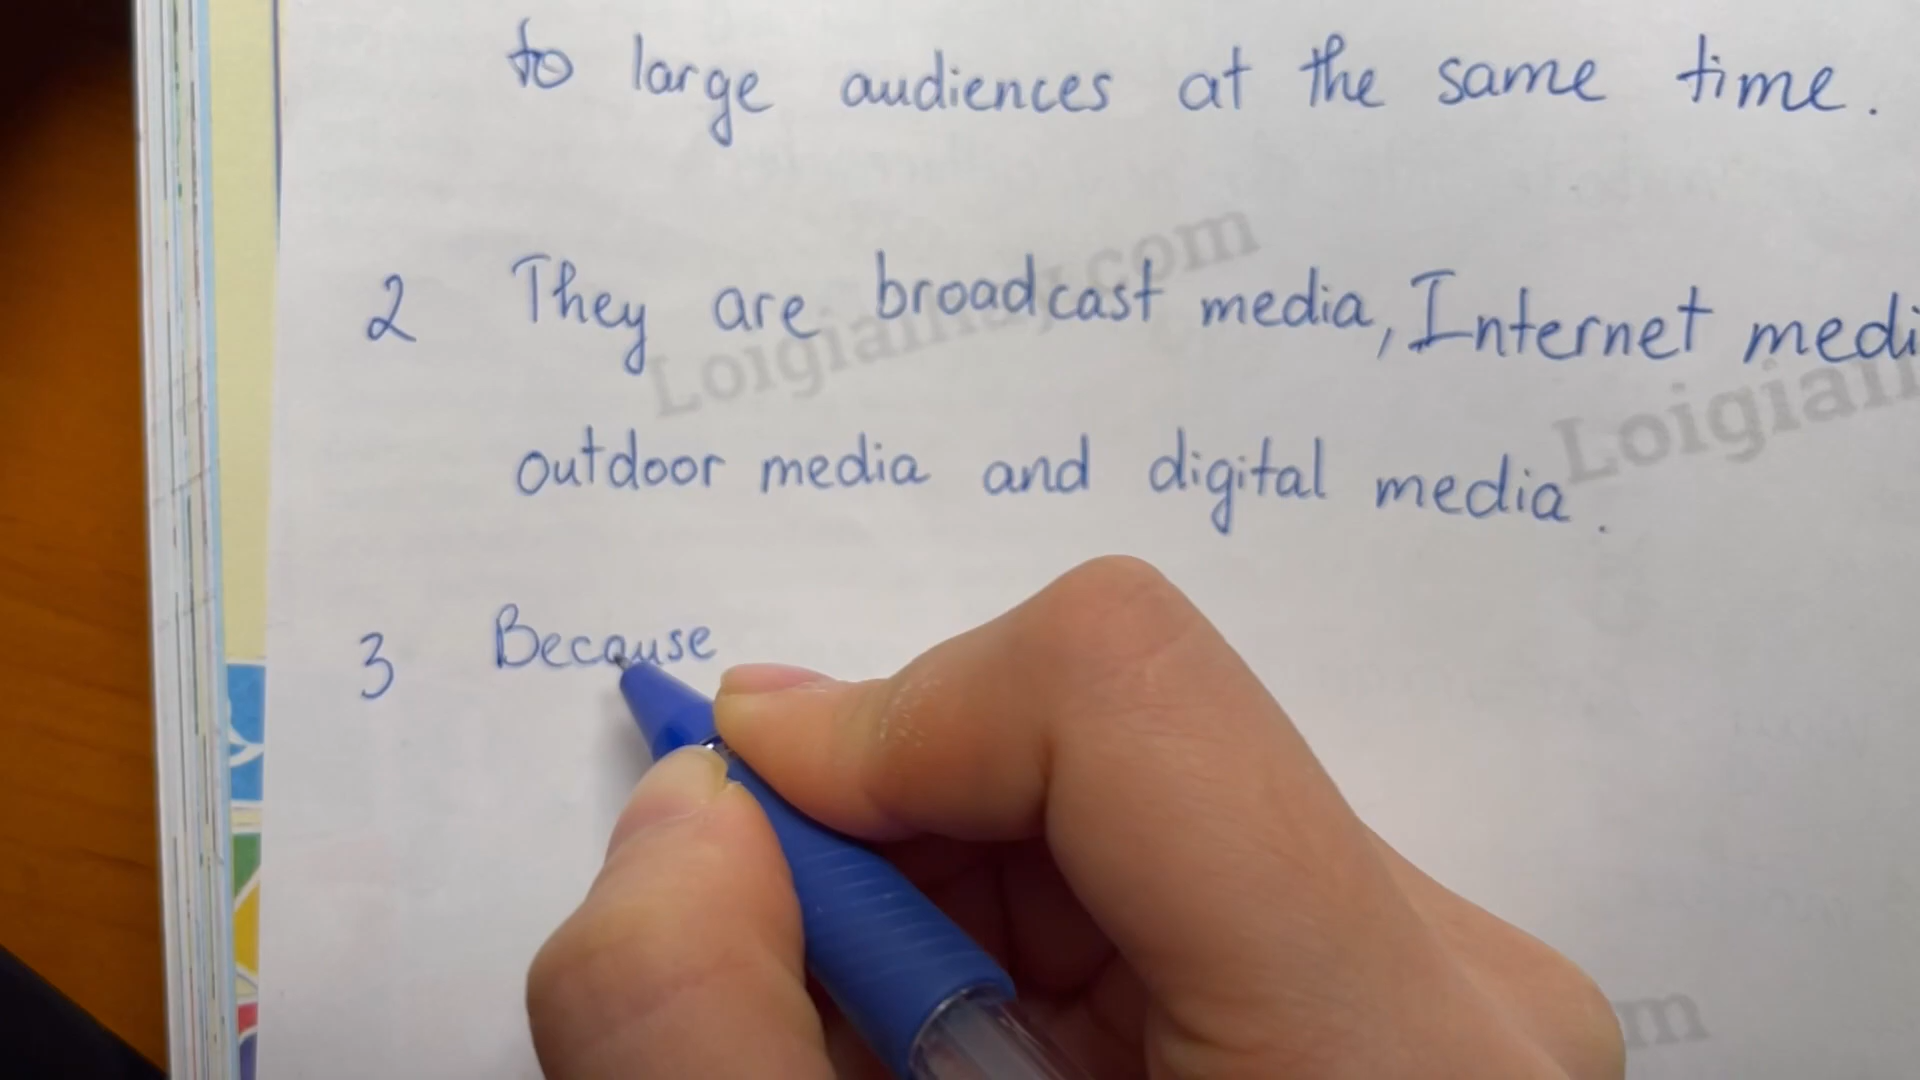 to large audiences at the same time.
2 They are broadcast media, Internet medi
outdoor media and digital media.
3 Because